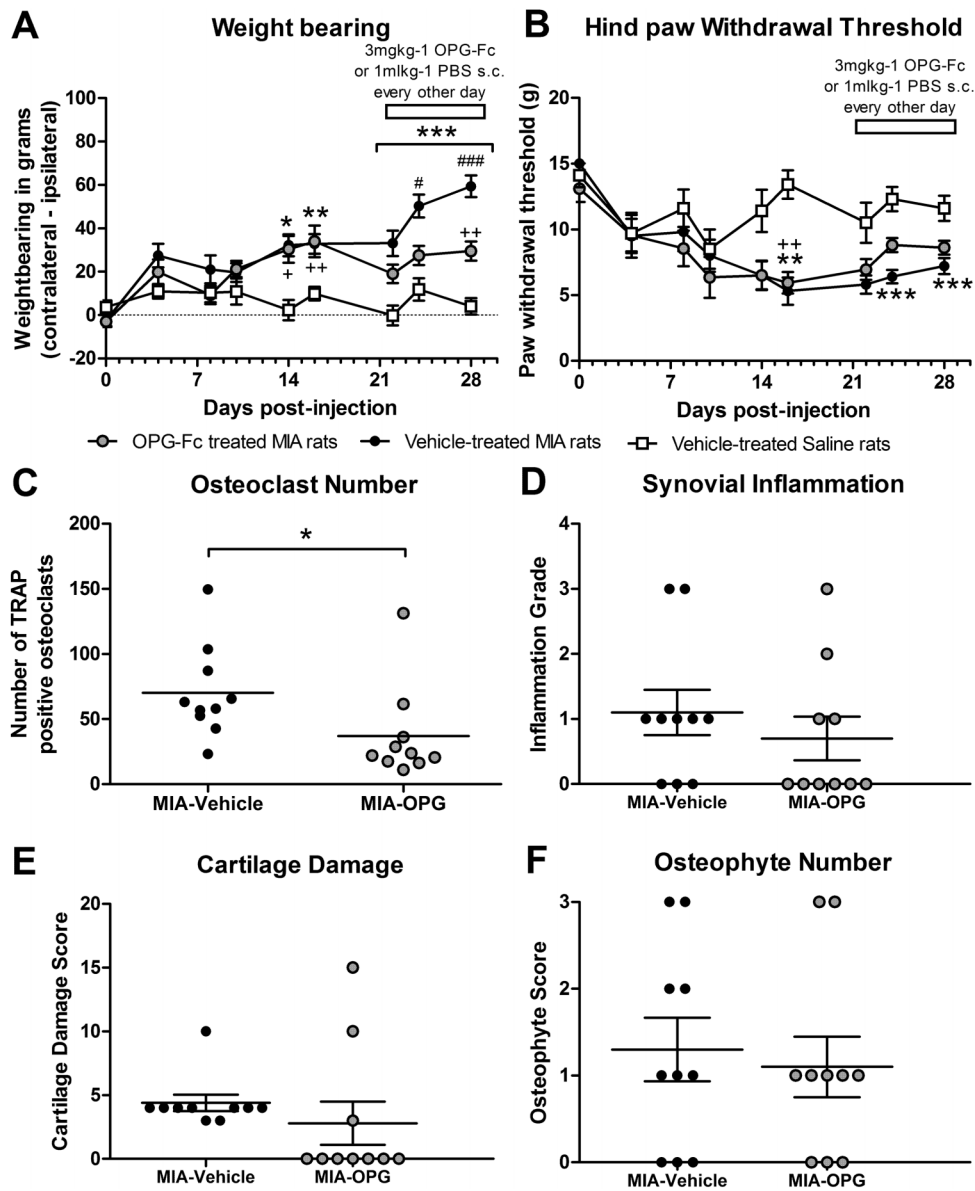 A
Weight bearing
3mgkg-1 OPG-Fc
or 1mlkg-1 PBS s.c.
every other day
***
#
###
*
**
+
++
++
Weightbearing in grams
(contralateral - ipsilateral)
100
80
60
40
20
0
-20
0
7
14
21
28
Days post-injection
B
Hind paw Withdrawal Threshold
3mgkg-1 OPG-Fc
or 1mlkg-1 PBS s.c.
every other day
++
**
***
***
Paw withdrawal threshold (g)
20
15
10
5
0
0
7
14
21
28
Days post-injection
OPG-Fc treated MIA rats
Vehicle-treated MIA rats
Vehicle-treated Saline rats
C
Osteoclast Number
*
Number of TRAP
positive osteoclasts
200
150
100
50
0
MIA-Vehicle
MIA-OPG
D
Synovial Inflammation
Inflammation Grade
4
3
2
1
0
MIA-Vehicle
MIA-OPG
E
Cartilage Damage
Cartilage Damage Score
20
15
10
5
0
MIA-Vehicle
MIA-OPG
F
Osteophyte Number
Osteophyte Score
3
2
1
0
MIA-Vehicle
MIA-OPG